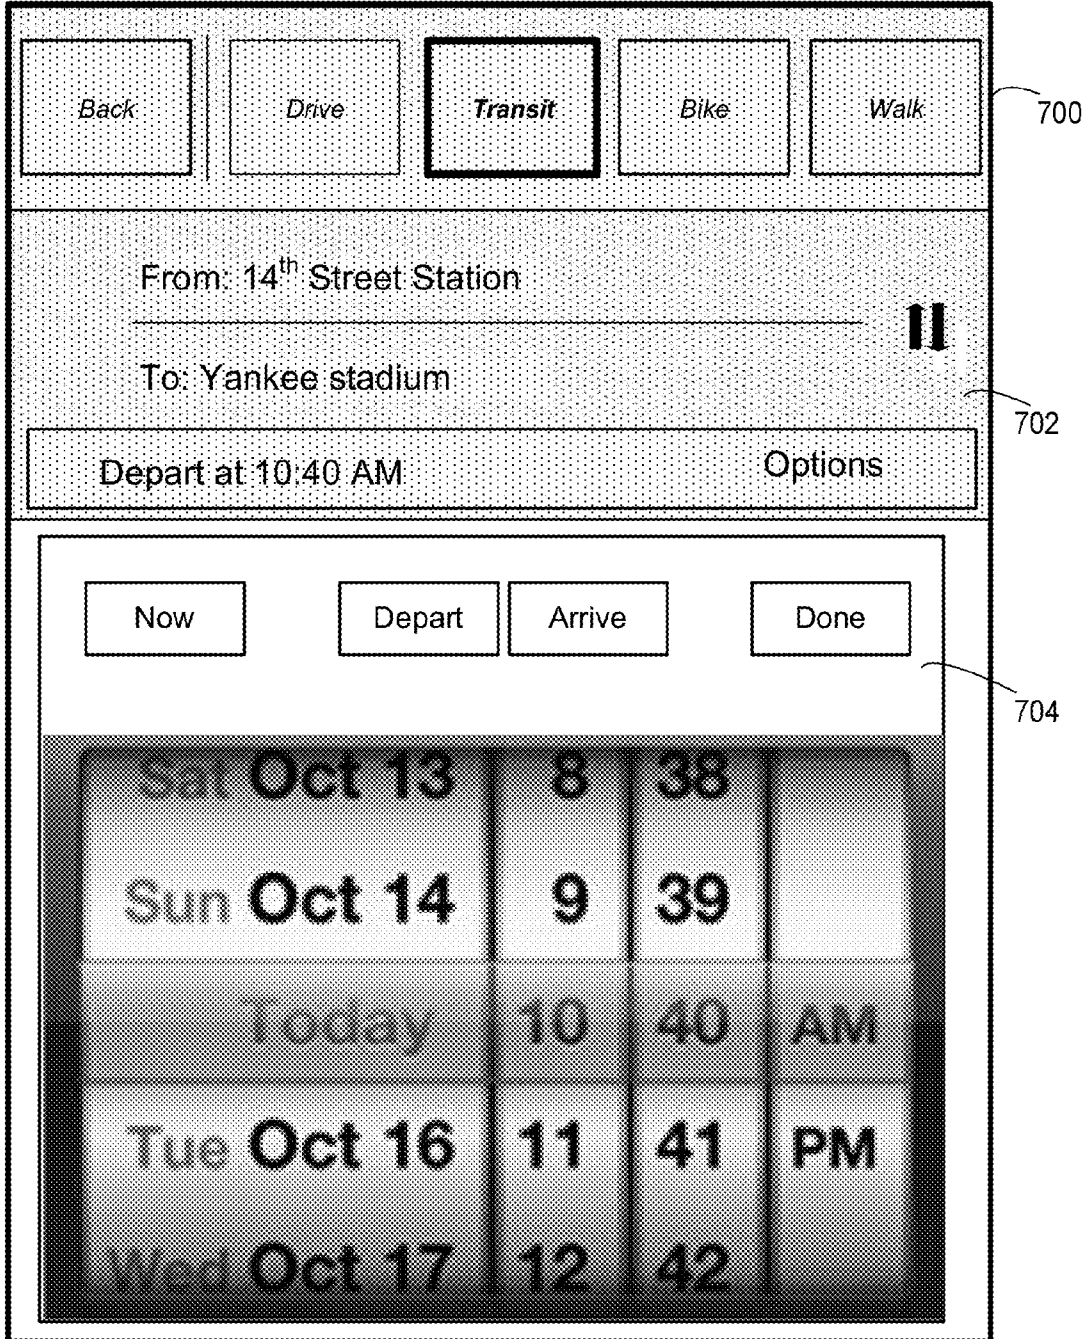 Back Drive Transit Bike Walk
700
From: 14th Street Station
To: Yankee stadium
702
Depart at 10:40 AM Options
Now Depart Arrive Done
704
Sat Oct 13 8 38
Sun Oct 14 9 39
Today 10 40 AM
Tue Oct 16 11 41 PM
Wed Oct 17 12 42